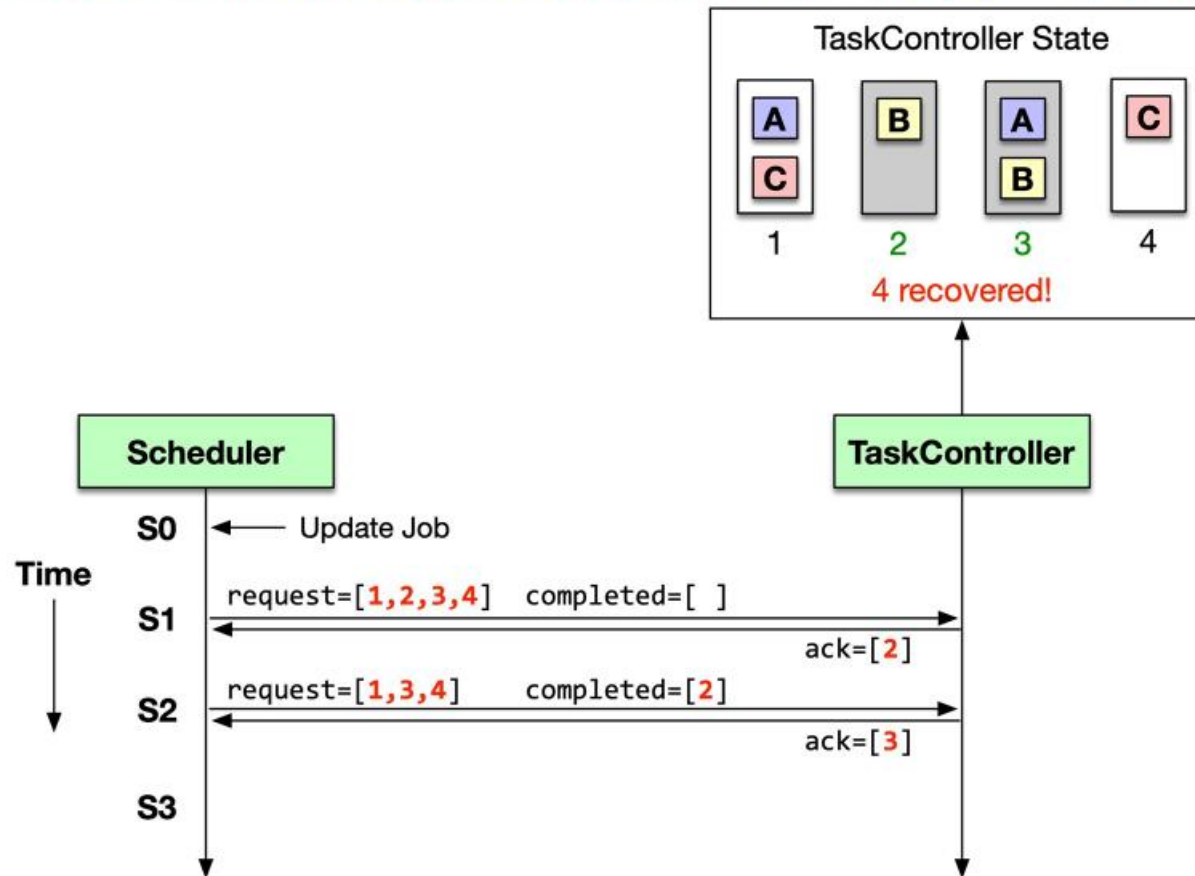 TaskController State
A B A C
C B
1 2 3 4
4 recovered!
Scheduler TaskController
S0 Update Job
Time
request=[1,2,3,4] completed=[ ]
S1
ack=[2]
request=[1,3,4] completed=[2]
S2
ack=[3]
S3